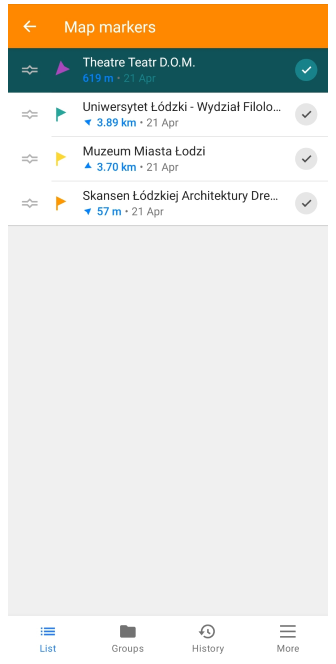 Map markers
Theatre Teatr D.O.M.
619 m • 21 Apr
Uniwersytet Łódzki - Wydział Filolo...
3.89 km • 21 Apr
Muzeum Miasta Łodzi
3.70 km • 21 Apr
Skansen Łódzkiej Architektury Dre...
57 m • 21 Apr
List Groups History More